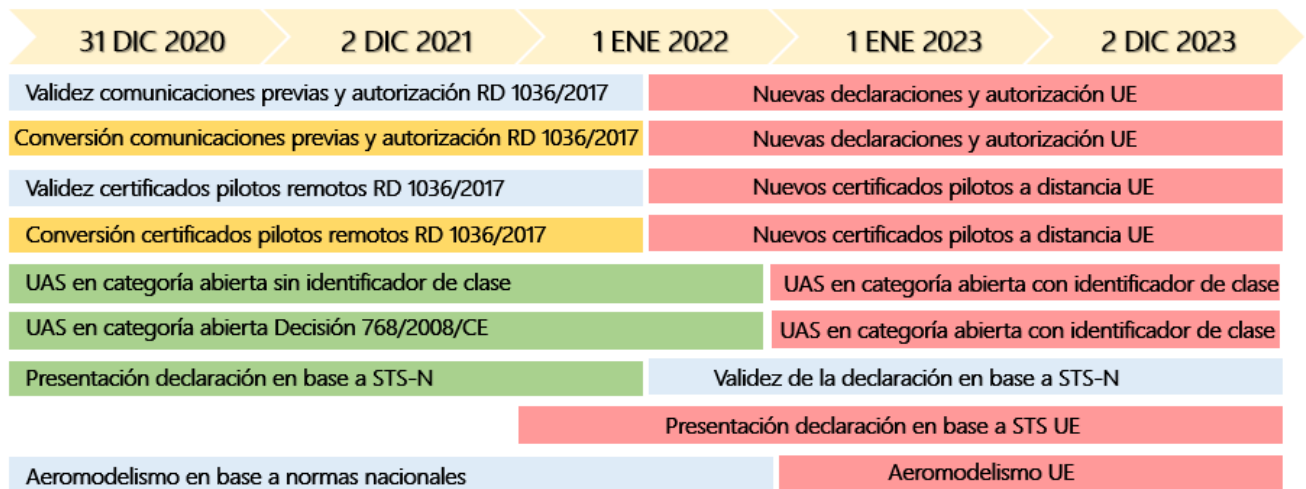 31 DIC 2020 2 DIC 2021 1 ENE 2022 1 ENE 2023 2 DIC 2023
Validez comunicaciones previas y autorización RD 1036/2017 Nuevas declaraciones y autorización UE
Conversión comunicaciones previas y autorización RD 1036/2017 Nuevas declaraciones y autorización UE
Validez certificados pilotos remotos RD 1036/2017 Nuevos certificados pilotos a distancia UE
Conversión certificados pilotos remotos RD 1036/2017 Nuevos certificados pilotos a distancia UE
UAS en categoría abierta sin identificador de clase UAS en categoría abierta con identificador de clase
UAS en categoría abierta Decisión 768/2008/CE UAS en categoría abierta con identificador de clase
Presentación declaración en base a STS-N Validez de la declaración en base a STS-N
Presentación declaración en base a STS UE
Aeromodelismo en base a normas nacionales Aeromodelismo UE